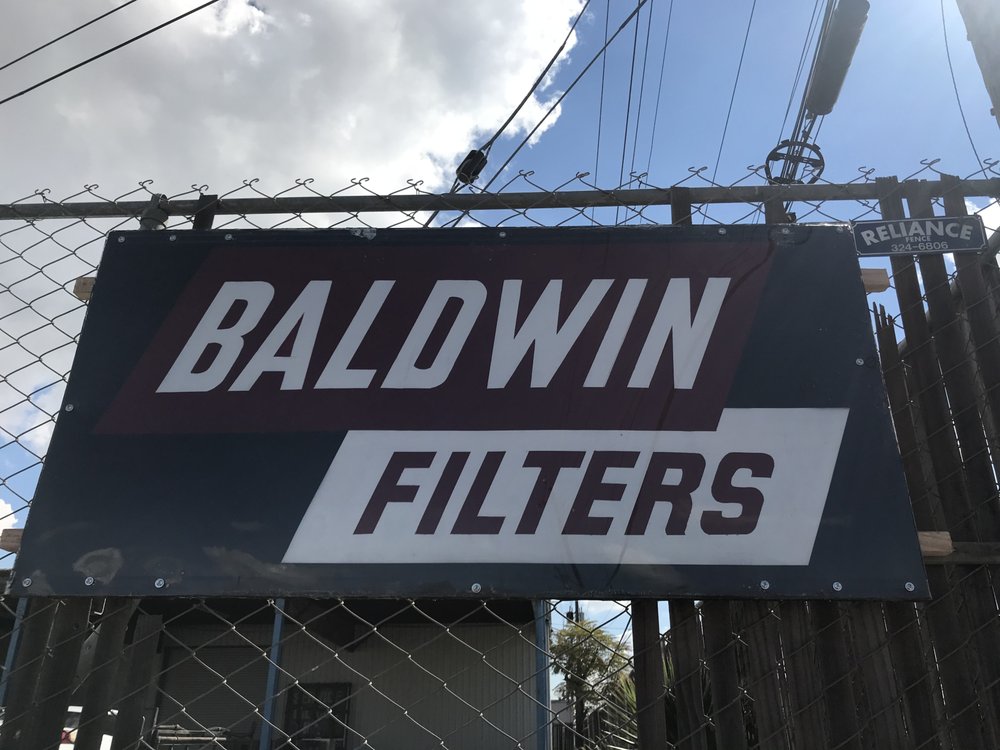 BALDWIN
FILTERS
RELIANCE
FENCE
324-6806